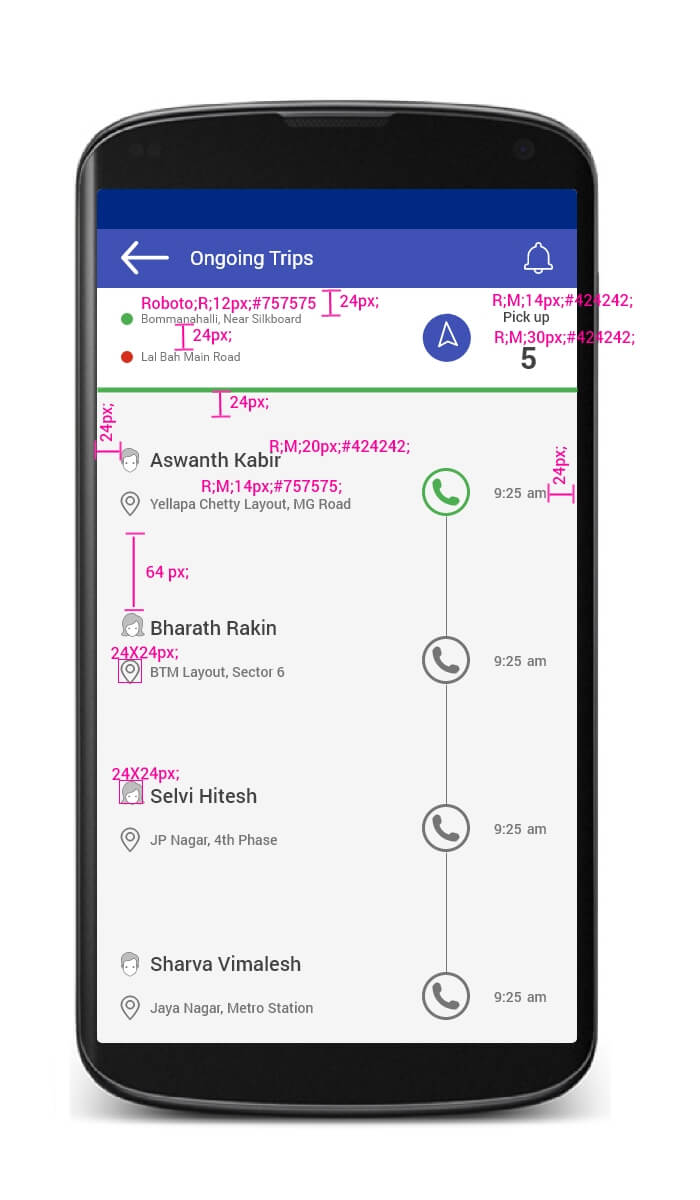 Ongoing Trips
Roboto;R;12px;#757575
24px;
R;M;14px;#424242;
Bommanahalli, Near Silkboard
Pick up
24px;
R;M;30px;#424242;
Lal Bah Main Road
5
24px;
24px;
R;M;20px;#424242;
Aswanth Kabir
24px;
R;M;14px;#757575;
9:25 am
Yellapa Chetty Layout, MG Road
64 px;
Bharath Rakin
24X24px;
9:25 am
BTM Layout, Sector 6
24X24px;
Selvi Hitesh
9:25 am
JP Nagar, 4th Phase
Sharva Vimalesh
9:25 am
Jaya Nagar, Metro Station